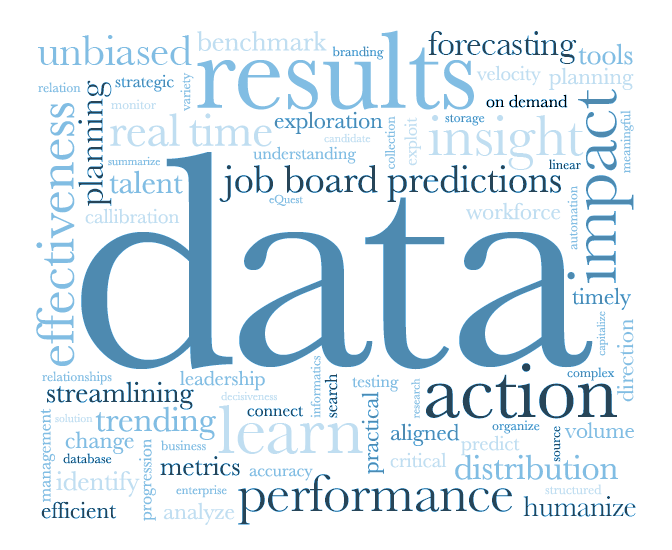 unbiased
benchmark
branding
forecasting
tools
relation
strategic
variety
results
velocity
planning
monitor
on demand
planning
real time
exploration
storage
candidate
collection
exploit
insight
impact
meaningful
effectiveness
summarize
understanding
linear
talent
job board predictions
eQuest
callibration
workforce
automation
data
timely
capitalize
direction
relationships
leadership
informatics
search
testing
research
complex
streamlining
decisiveness
connect
practical
action
solution
trending
learn
aligned
organize
source
volume
management
change
business
predict
database
progression
metrics
accuracy
critical
distribution
identify
enterprise
structured
efficient
analyze
performance
humanize